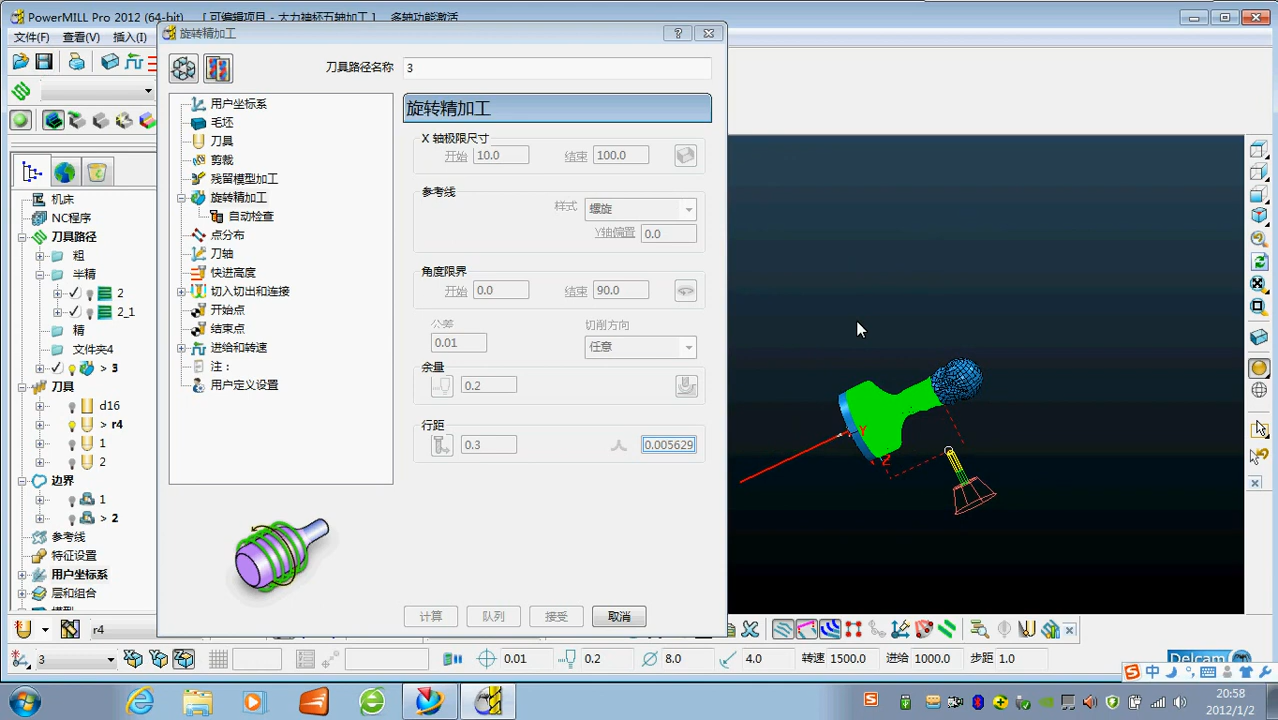 PowerMILL Pro 2012 (64-bit) [ 可编辑项目 - 大力神杯五轴加工 ] 多轴功能激活
文件(F) 查看(V) 插入(I)
旋转精加工
刀具路径名称 3
用户坐标系
毛坯
刀具
剪裁
残留模型加工
旋转精加工
自动检查
点分布
刀轴
快进高度
切入切出和连接
开始点
结束点
进给和转速
注：
用户定义设置
旋转精加工
X 轴极限尺寸
开始 10.0 结束 100.0
参考线
样式 螺旋
Y轴偏置 0.0
角度限界
开始 0.0 结束 90.0
公差 切削方向
0.01 任意
余量
0.2
行距
0.3 0.005629
计算 队列 接受 取消
机床
NC程序
刀具路径
粗
半精
2
2_1
精
文件夹4
> 3
刀具
d16
> r4
1
2
边界
1
> 2
参考线
特征设置
用户坐标系
层和组合
模型
Y
Z
r4
3 0.01 0.2 8.0 4.0 转速 1500.0 进给 1000.0 步距 1.0
Delcam
中
20:58
2012/1/2